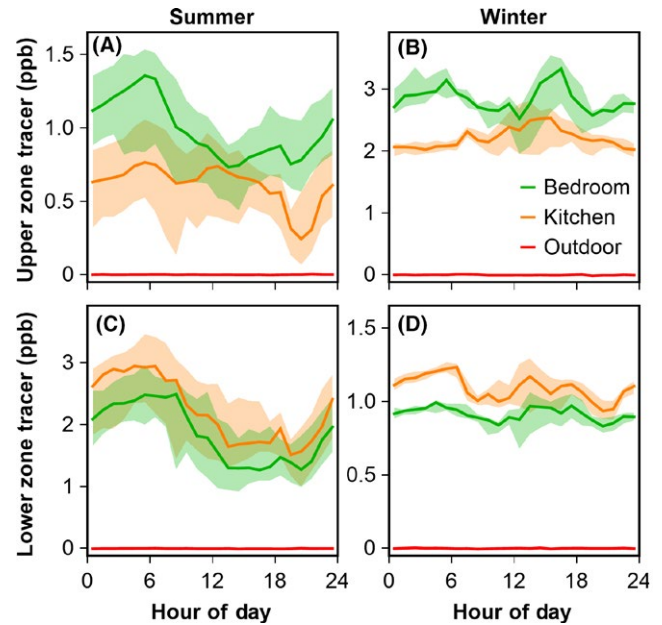 Summer Winter
Upper zone tracer (ppb)
(A)
1.5
1.0
0.5
0
(B)
3
2
1
0
Bedroom
Kitchen
Outdoor
Lower zone tracer (ppb)
(C)
3
2
1
0
0 6 12 18 24
Hour of day
(D)
1.5
1.0
0.5
0
0 6 12 18 24
Hour of day